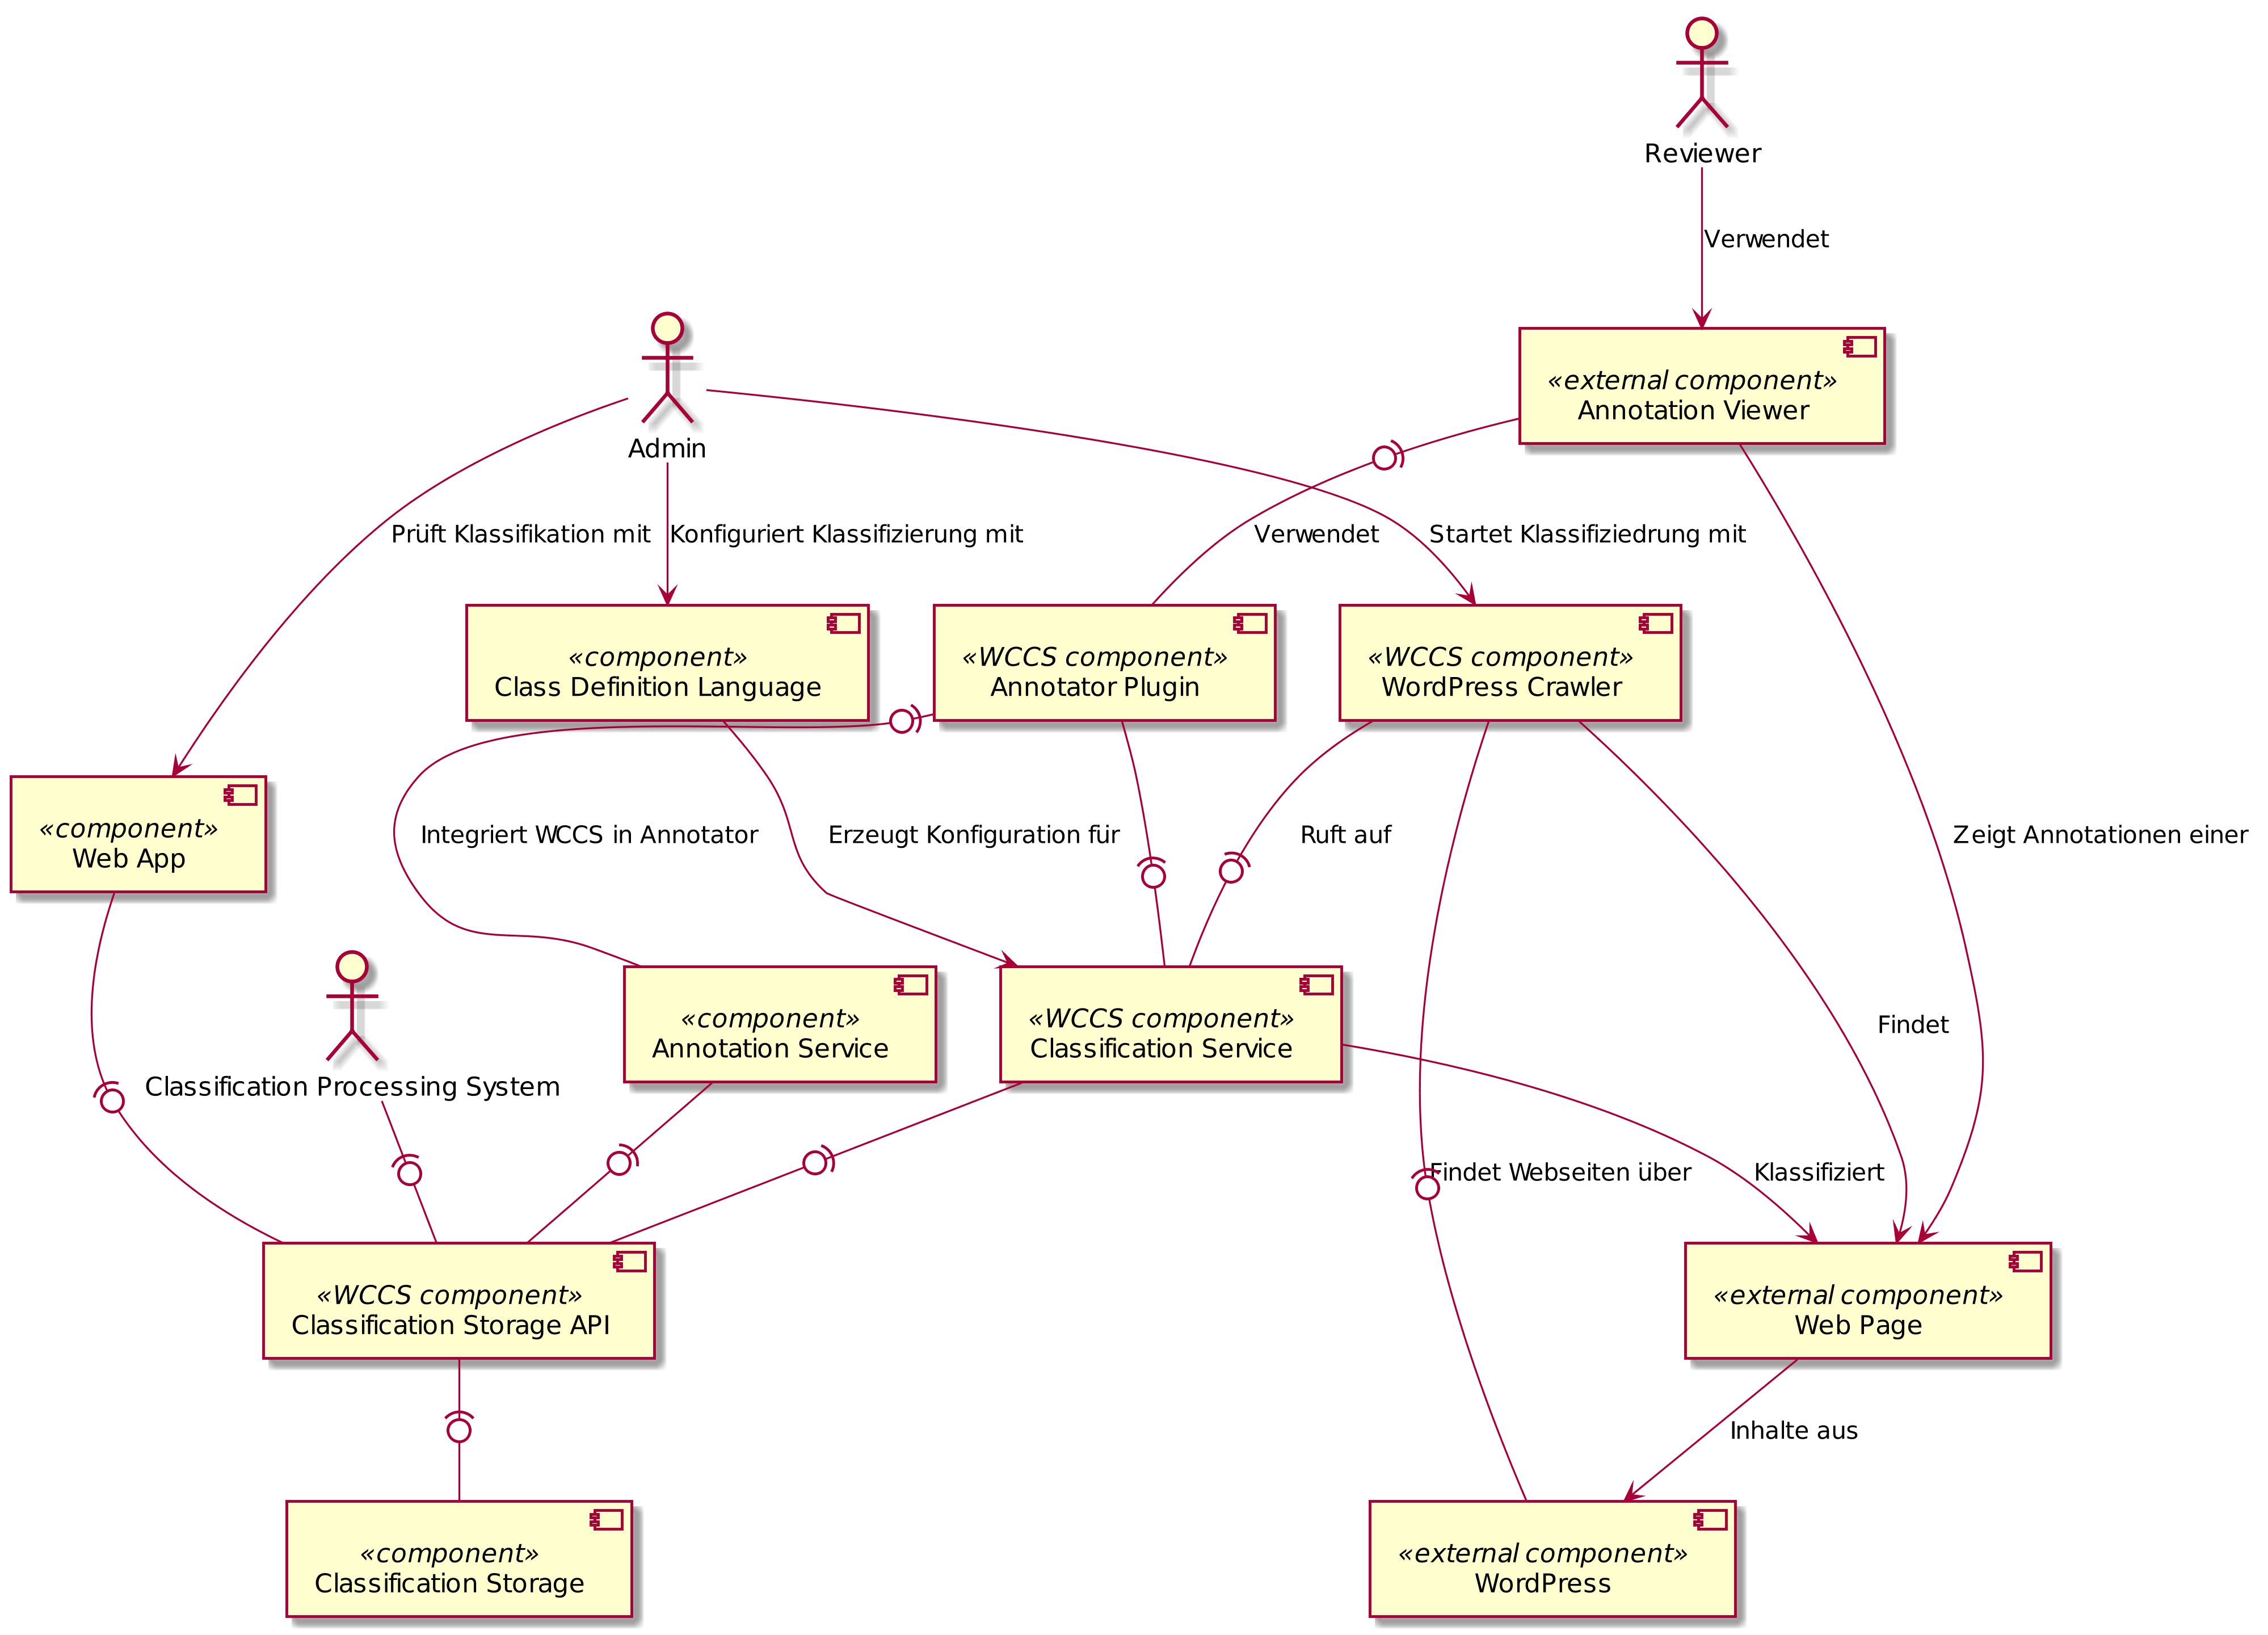 Reviewer
Verwendet
«external component»
Annotation Viewer
Admin
Prüft Klassifikation mit
Konfiguriert Klassifizierung mit
Verwendet
Startet Klassifiziedrung mit
«component»
Class Definition Language
«WCCS component»
Annotator Plugin
«WCCS component»
WordPress Crawler
«component»
Web App
Integriert WCCS in Annotator
Erzeugt Konfiguration für
Ruft auf
Zeigt Annotationen einer
«component»
Annotation Service
«WCCS component»
Classification Service
Findet
Classification Processing System
Findet Webseiten über
Klassifiziert
«WCCS component»
Classification Storage API
«external component»
Web Page
Inhalte aus
«component»
Classification Storage
«external component»
WordPress